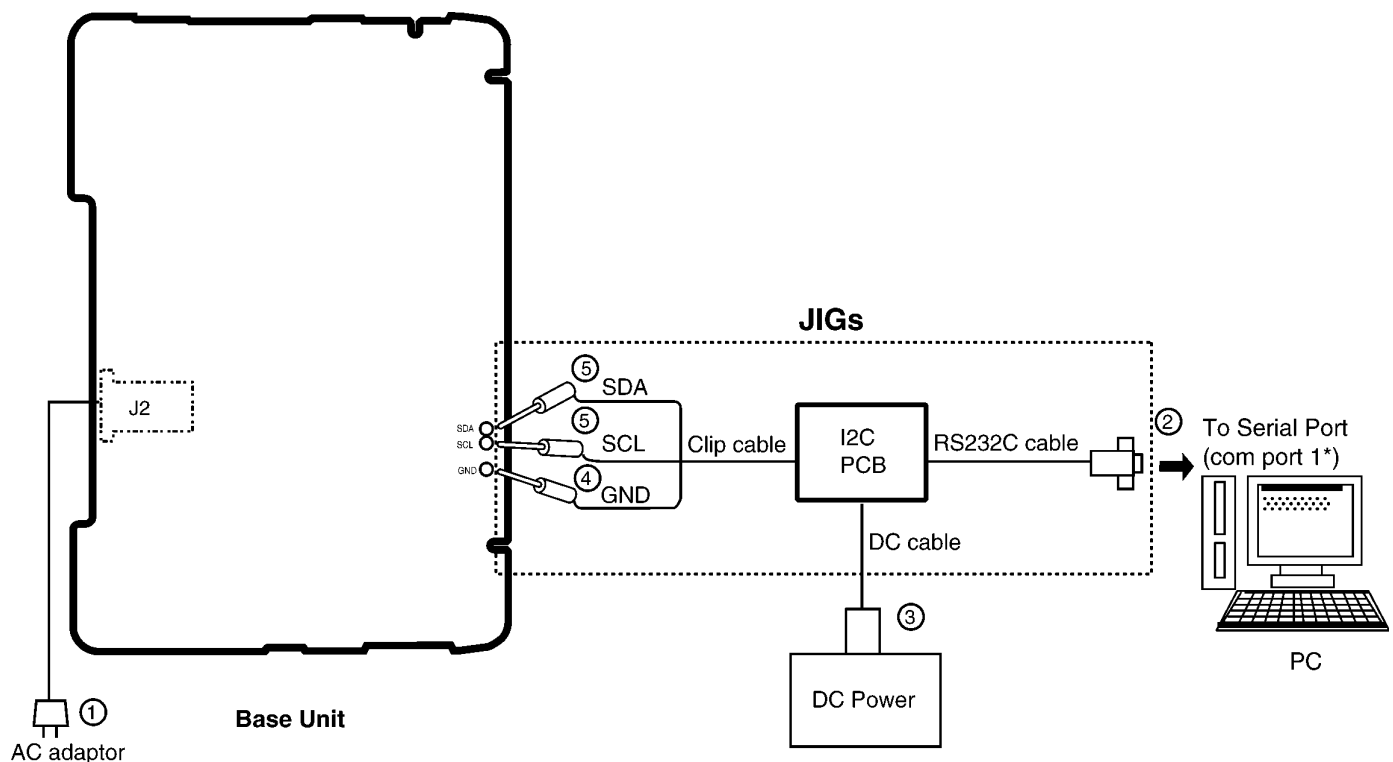 JIGs
⑤
SDA
J2
②
To Serial Port
(com port 1*)
SDA
SCL
GND
⑤
SCL
Clip cable
I2C
PCB
RS232C cable
④
GND
DC cable
③
DC Power
PC
①
AC adaptor
Base Unit